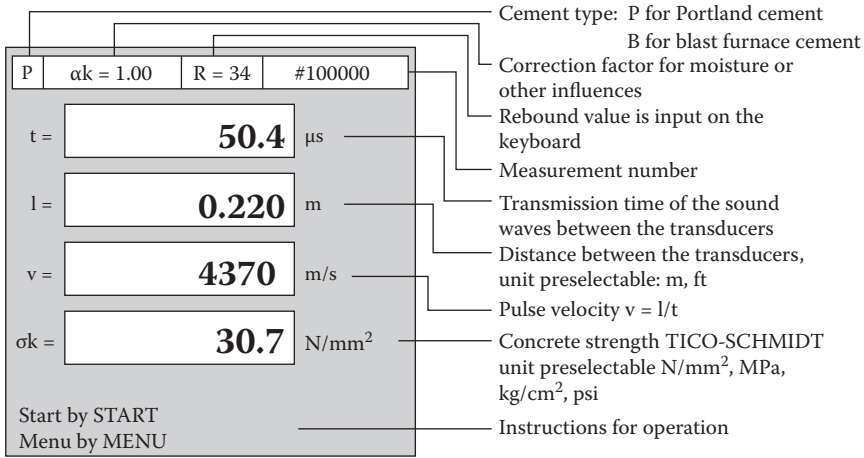 Cement type: P for Portland cement
B for blast furnace cement
Correction factor for moisture or
other influences
Rebound value is input on the
keyboard
Measurement number
Transmission time of the sound
waves between the transducers
Distance between the transducers,
unit preselectable: m, ft
Pulse velocity v = l/t
Concrete strength TICO-SCHMIDT
unit preselectable N/mm², MPa,
kg/cm², psi
Instructions for operation
P αk = 1.00 R = 34 #100000
t = 50.4 µs
l = 0.220 m
v = 4370 m/s
σk = 30.7 N/mm²
Start by START
Menu by MENU